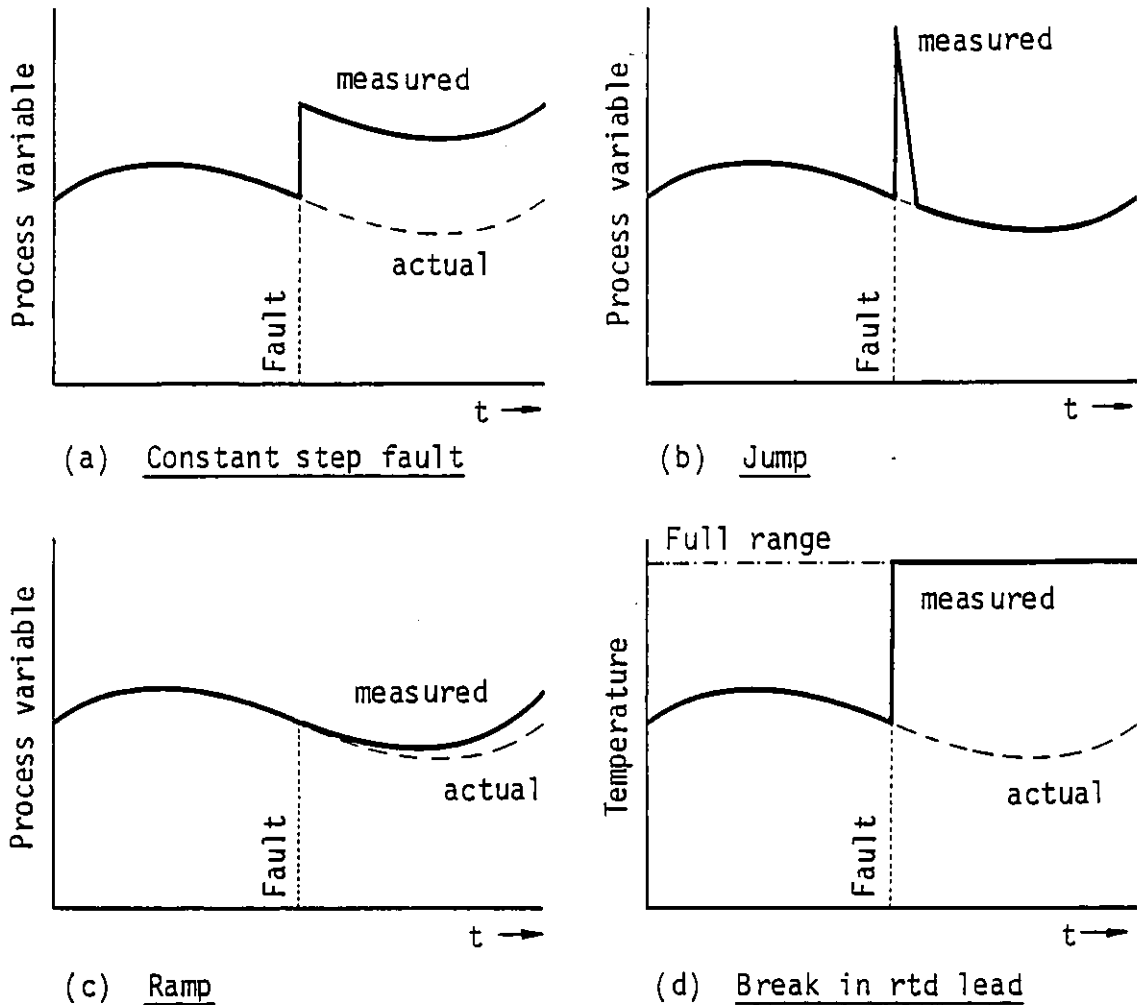 Process variable
measured
actual
Fault
t
(a) Constant step fault
Process variable
measured
Fault
t
(b) Jump
Process variable
measured
actual
Fault
t
(c) Ramp
Full range
Temperature
measured
actual
Fault
t
(d) Break in rtd lead